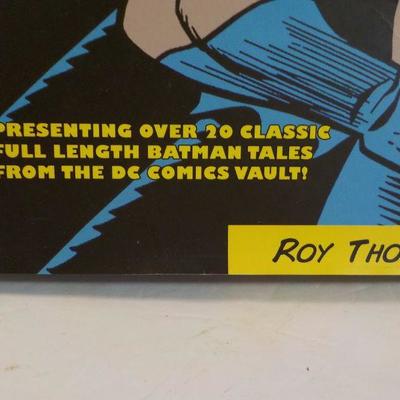 PRESENTING OVER 20 CLASSIC
FULL LENGTH BATMAN TALES
FROM THE DC COMICS VAULT!
ROY THO